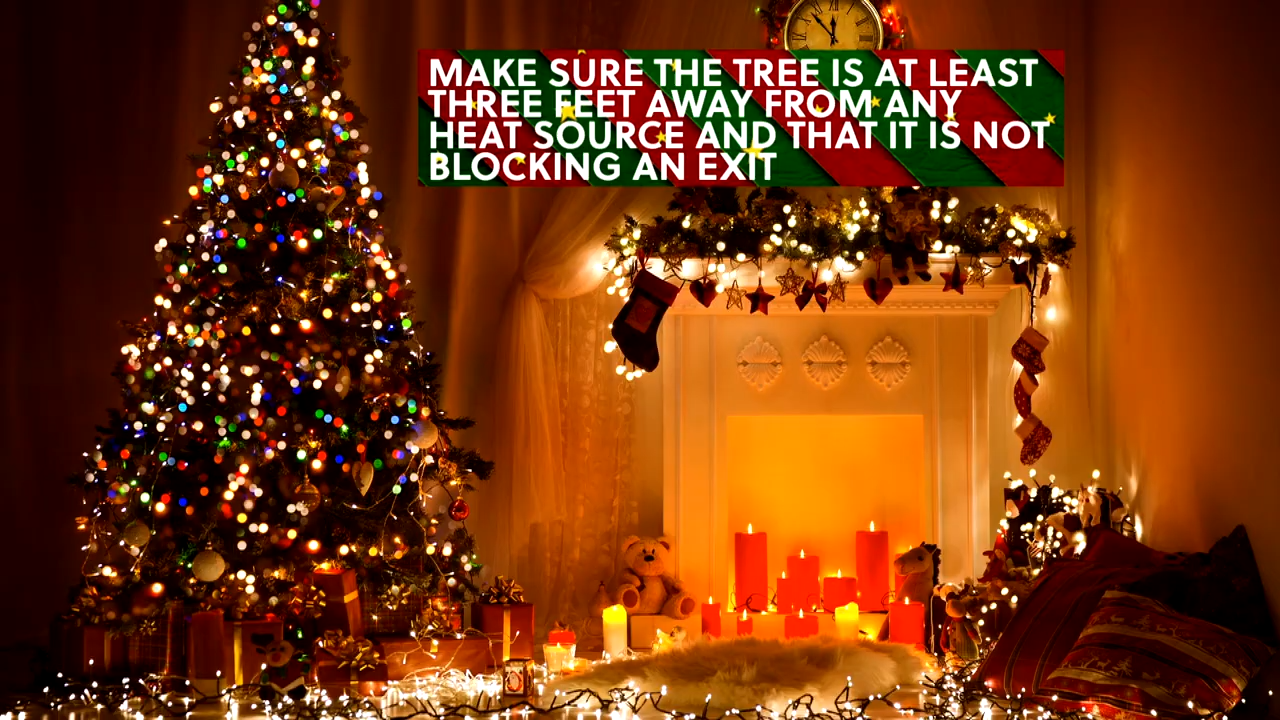 MAKE SURE THE TREE IS AT LEAST
THREE FEET AWAY FROM ANY
HEAT SOURCE AND THAT IT IS NOT
BLOCKING AN EXIT